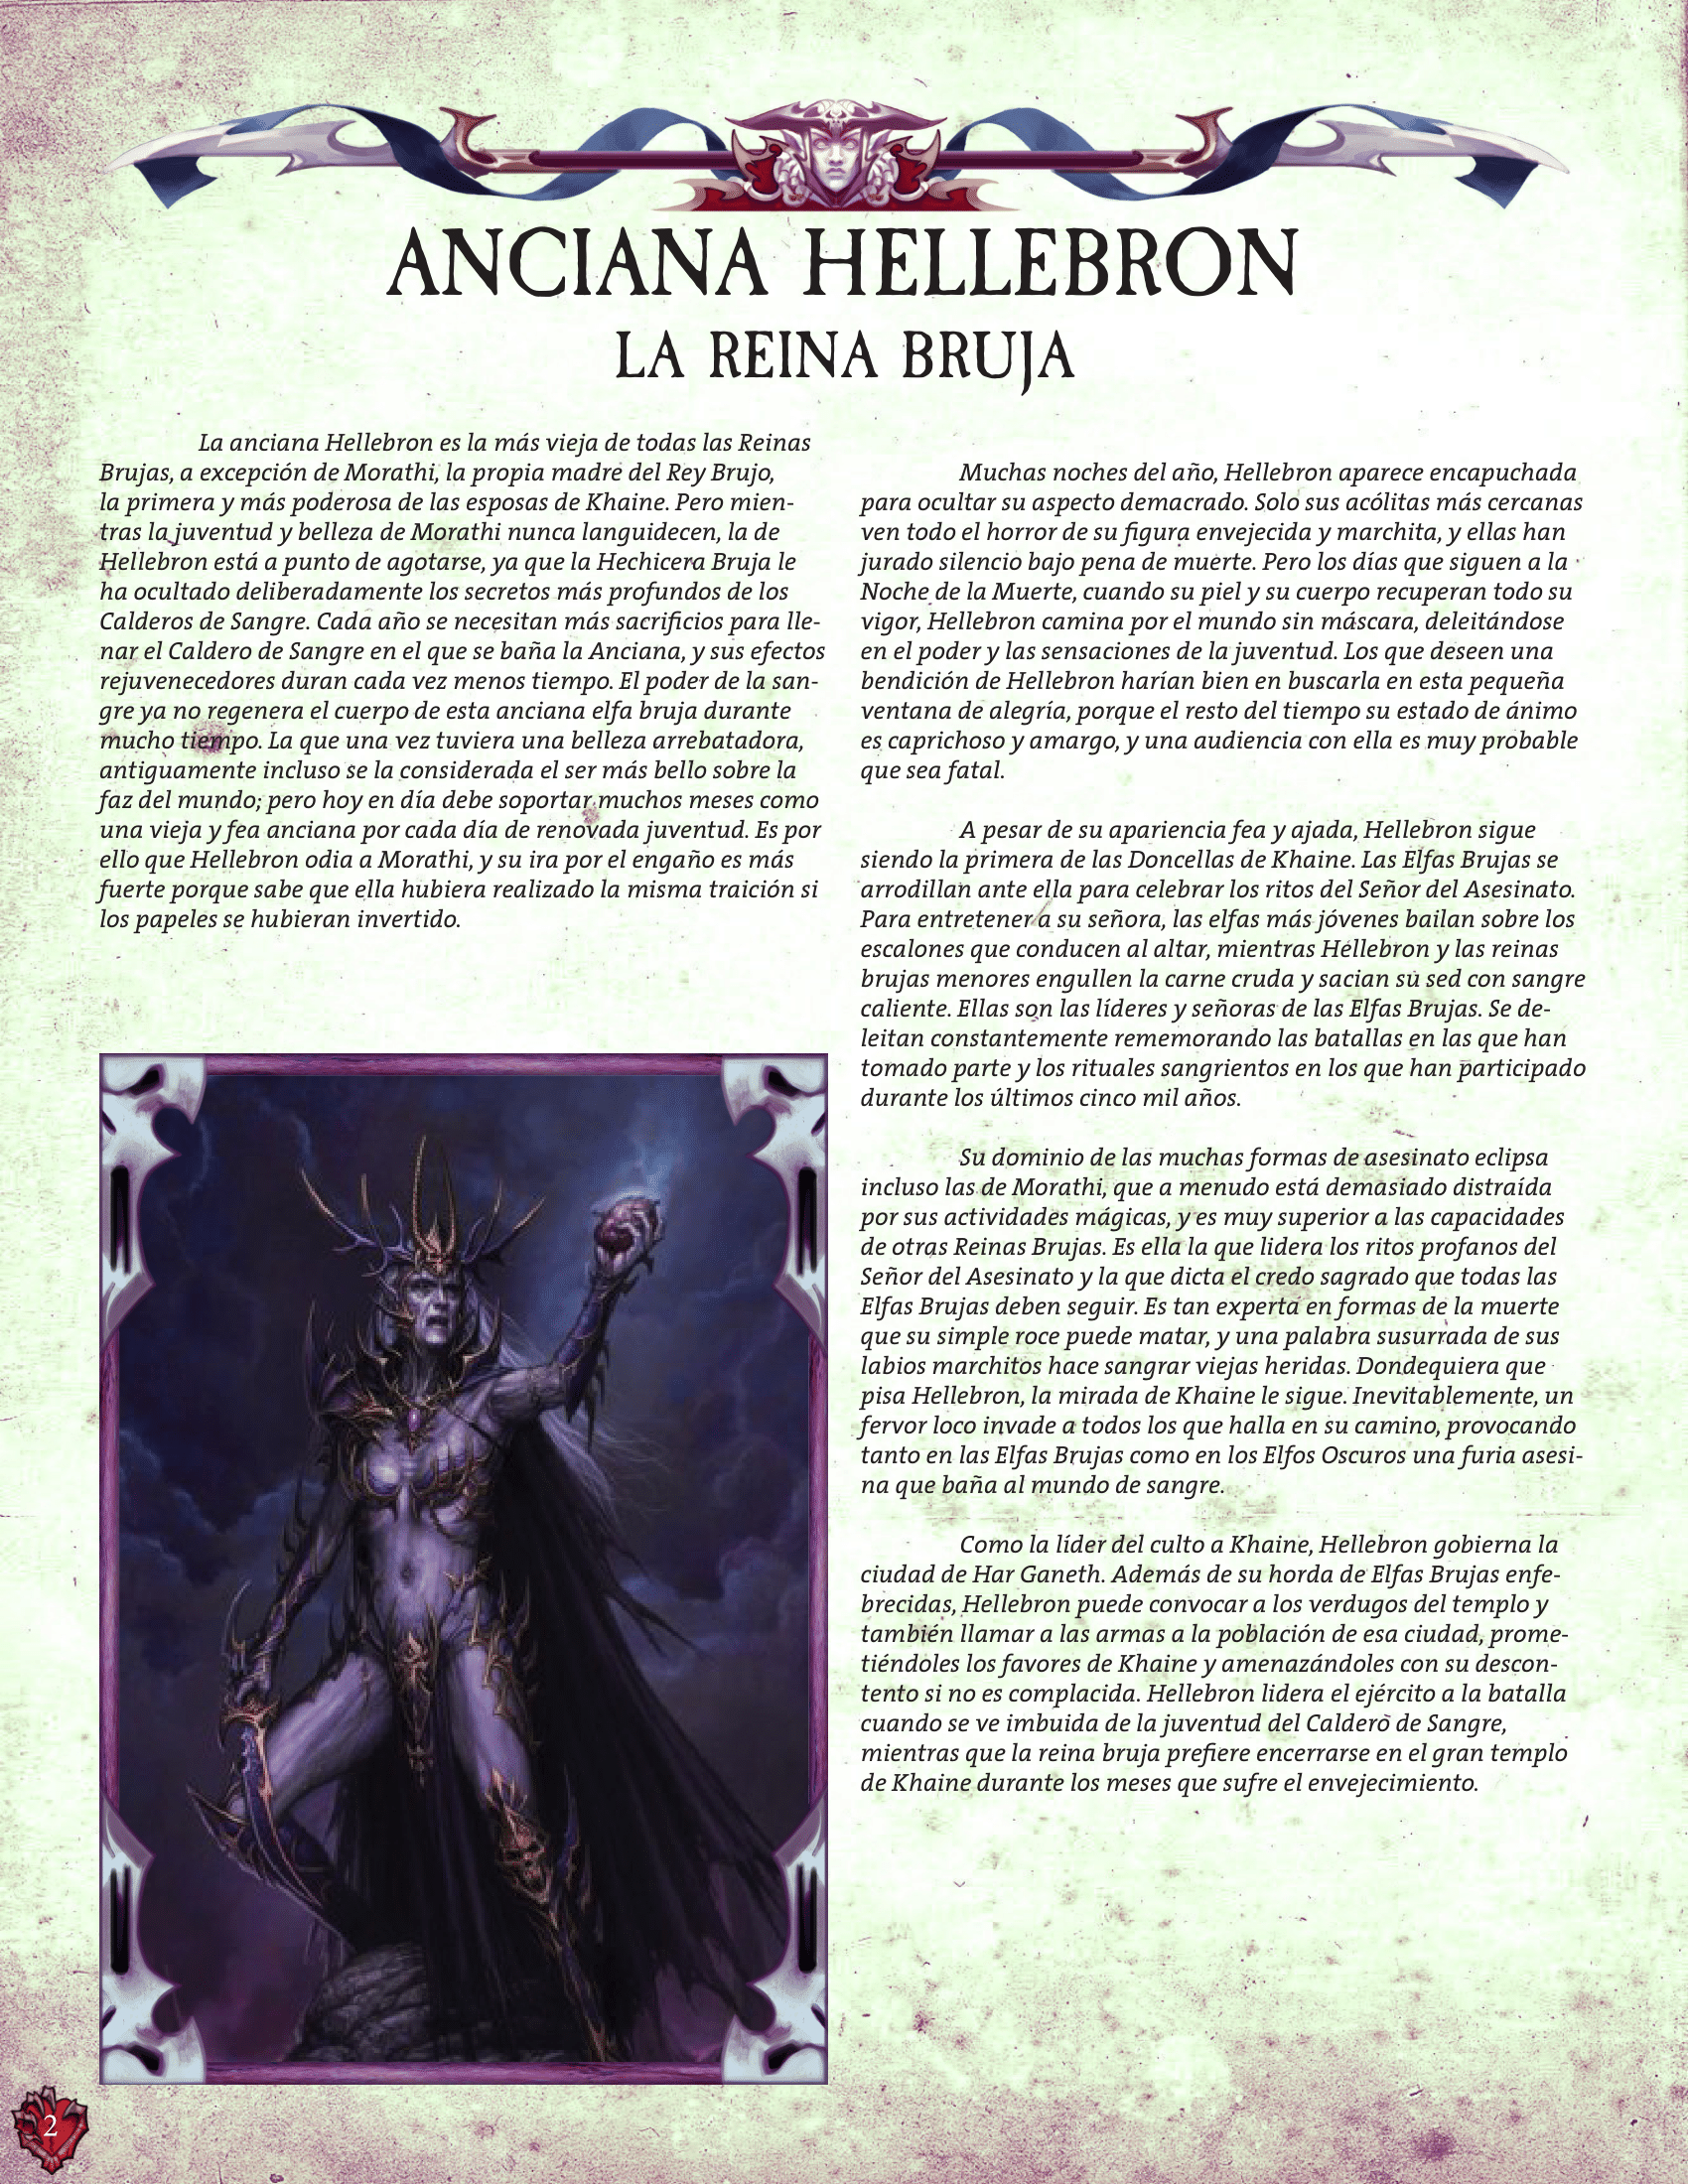 ANCIANA HELLEBRON
LA REINA BRUJA
La anciana Hellebron es la más vieja de todas las Reinas
Brujas, a excepción de Morathi, la propia madre del Rey Brujo,
la primera y más poderosa de las esposas de Khaine. Pero mien-
tras la juventud y belleza de Morathi nunca languidecen, la de
Hellebron está a punto de agotarse, ya que la Hechicera Bruja le
ha ocultado deliberadamente los secretos más profundos de los
Calderos de Sangre. Cada año se necesitan más sacrificios para lle-
nar el Caldero de Sangre en el que se baña la Anciana, y sus efectos
rejuvenecedores duran cada vez menos tiempo. El poder de la san-
gre ya no regenera el cuerpo de esta anciana elfa bruja durante
mucho tiempo. La que una vez tuviera una belleza arrebatadora,
antiguamente incluso se la considerada el ser más bello sobre la
faz del mundo; pero hoy en día debe soportar muchos meses como
una vieja y fea anciana por cada día de renovada juventud. Es por
ello que Hellebron odia a Morathi, y su ira por el engaño es más
fuerte porque sabe que ella hubiera realizado la misma traición si
los papeles se hubieran invertido.
Muchas noches del año, Hellebron aparece encapuchada
para ocultar su aspecto demacrado. Solo sus acólitas más cercanas
ven todo el horror de su figura envejecida y marchita, y ellas han
jurado silencio bajo pena de muerte. Pero los días que siguen a la
Noche de la Muerte, cuando su piel y su cuerpo recuperan todo su
vigor, Hellebron camina por el mundo sin máscara, deleitándose
en el poder y las sensaciones de la juventud. Los que deseen una
bendición de Hellebron harían bien en buscarla en esta pequeña
ventana de alegría, porque el resto del tiempo su estado de ánimo
es caprichoso y amargo, y una audiencia con ella es muy probable
que sea fatal.
A pesar de su apariencia fea y ajada, Hellebron sigue
siendo la primera de las Doncellas de Khaine. Las Elfas Brujas se
arrodillan ante ella para celebrar los ritos del Señor del Asesinato.
Para entretener a su señora, las elfas más jóvenes bailan sobre los
escalones que conducen al altar, mientras Hellebron y las reinas
brujas menores engullen la carne cruda y sacian su sed con sangre
caliente. Ellas son las líderes y señoras de las Elfas Brujas. Se de-
leitan constantemente rememorando las batallas en las que han
tomado parte y los rituales sangrientos en los que han participado
durante los últimos cinco mil años.
Su dominio de las muchas formas de asesinato eclipsa
incluso las de Morathi, que a menudo está demasiado distraída
por sus actividades mágicas, y es muy superior a las capacidades
de otras Reinas Brujas. Es ella la que lidera los ritos profanos del
Señor del Asesinato y la que dicta el credo sagrado que todas las
Elfas Brujas deben seguir. Es tan experta en formas de la muerte
que su simple roce puede matar, y una palabra susurrada de sus
labios marchitos hace sangrar viejas heridas. Dondequiera que
pisa Hellebron, la mirada de Khaine le sigue. Inevitablemente, un
fervor loco invade a todos los que halla en su camino, provocando
tanto en las Elfas Brujas como en los Elfos Oscuros una furia asesi-
na que baña al mundo de sangre.
Como la líder del culto a Khaine, Hellebron gobierna la
ciudad de Har Ganeth. Además de su horda de Elfas Brujas enfe-
brecidas, Hellebron puede convocar a los verdugos del templo y
también llamar a las armas a la población de esa ciudad, prome-
tiéndoles los favores de Khaine y amenazándoles con su descon-
tento si no es complacida. Hellebron lidera el ejército a la batalla
cuando se ve imbuida de la juventud del Caldero de Sangre,
mientras que la reina bruja prefiere encerrarse en el gran templo
de Khaine durante los meses que sufre el envejecimiento.
2